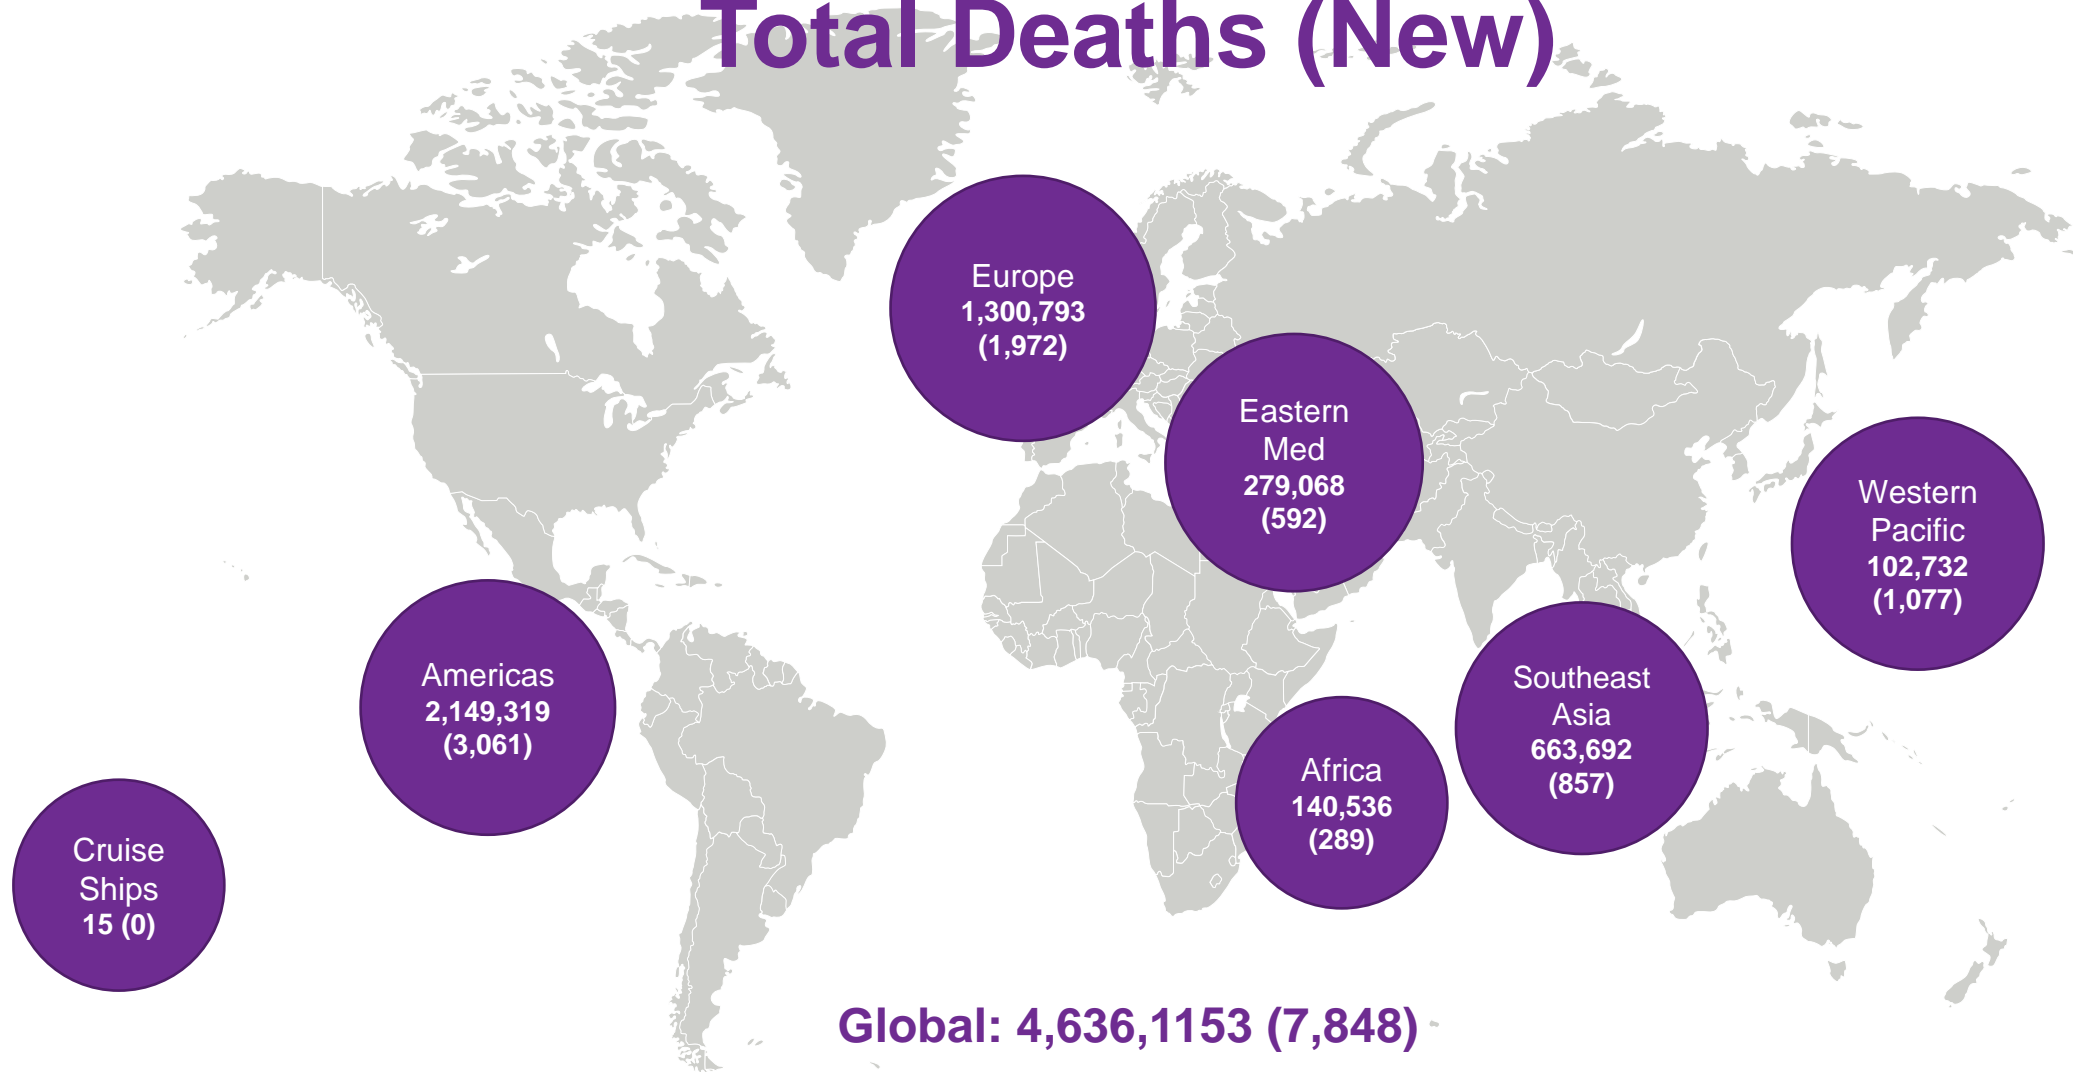 Total Deaths (New)
Europe
1,300,793
(1,972)
Eastern
Med
279,068
(592)
Western
Pacific
102,732
(1,077)
Americas
2,149,319
(3,061)
Southeast
Asia
663,692
(857)
Africa
140,536
(289)
Cruise
Ships
15 (0)
Global: 4,636,1153 (7,848)